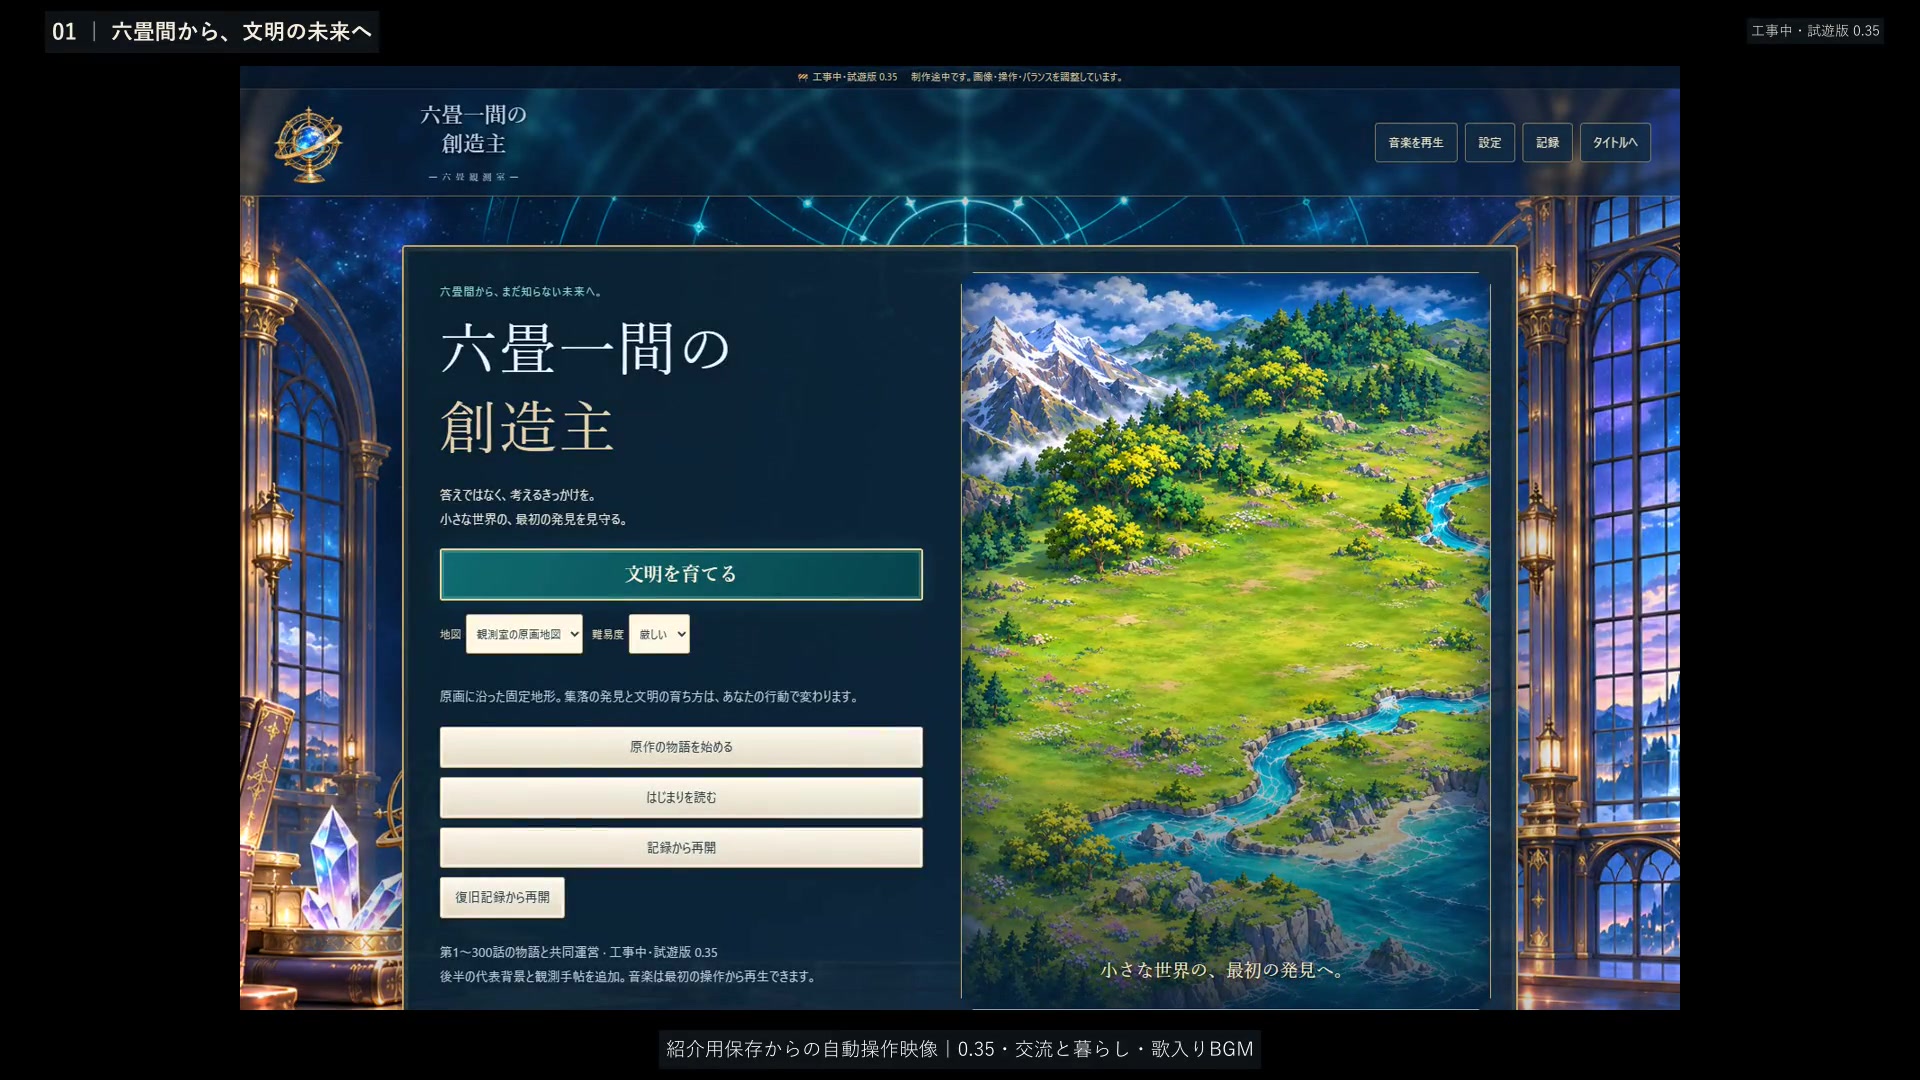 01 | 六畳間から、文明の未来へ
工事中・試遊版 0.35
🚧 工事中・試遊版 0.35 制作途中です。画像・操作・バランスを調整しています。
六畳一間の
創造主
― 六畳観測室 ―
音楽を再生
設定
記録
タイトルへ
六畳間から、まだ知らない未来へ。
六畳一間の
創造主
答えではなく、考えるきっかけを。
小さな世界の、最初の発見を見守る。
文明を育てる
地図 観測室の原画地図 難易度 厳しい
原画に沿った固定地形。集落の発見と文明の育ち方は、あなたの行動で変わります。
原作の物語を始める
はじまりを読む
記録から再開
復旧記録から再開
第1〜300話の物語と共同運営・工事中・試遊版 0.35
後半の代表背景と観測手帖を追加。音楽は最初の操作から再生できます。
小さな世界の、最初の発見へ。
紹介用保存からの自動操作映像｜0.35・交流と暮らし・歌入りBGM